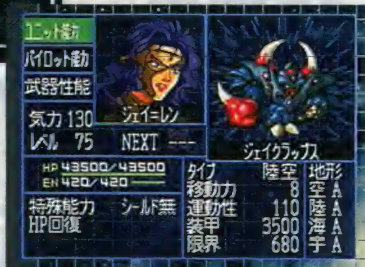 ユニット能力
パイロット能力
武器性能
気力 130
レベル 75 NEXT ---
ジェイーレン
ジェイクラップス
HP 43500/43500
EN 420/420
特殊能力 シールド無
HP回復
タイプ 陸空 地形
移動力 8 空 A
運動性 110 陸 A
装甲 3500 海 A
限界 680 宇 A